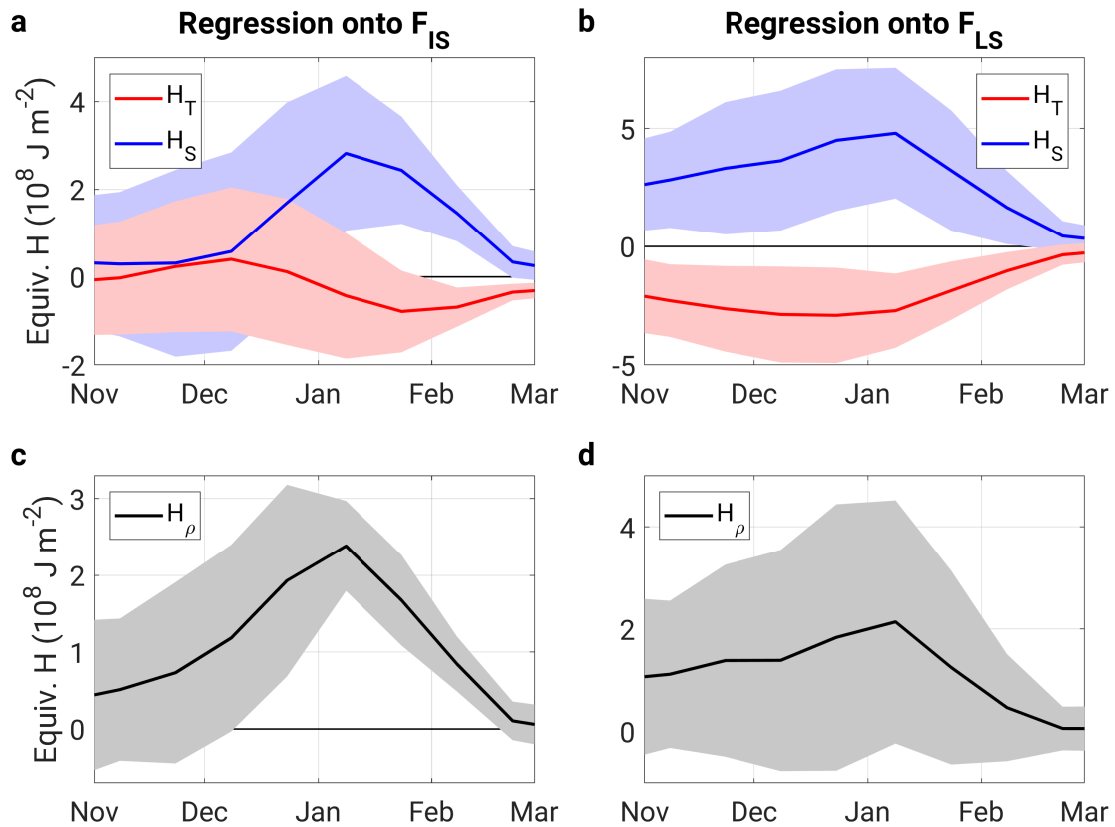 a Regression onto F_IS
Equiv. H (10^8 J m^-2)
4
2
0
-2
H_T
H_S
Nov Dec Jan Feb Mar
b Regression onto F_LS
5
0
-5
H_T
H_S
Nov Dec Jan Feb Mar
c
Equiv. H (10^8 J m^-2)
3
2
1
0
H_ρ
Nov Dec Jan Feb Mar
d
4
2
0
H_ρ
Nov Dec Jan Feb Mar